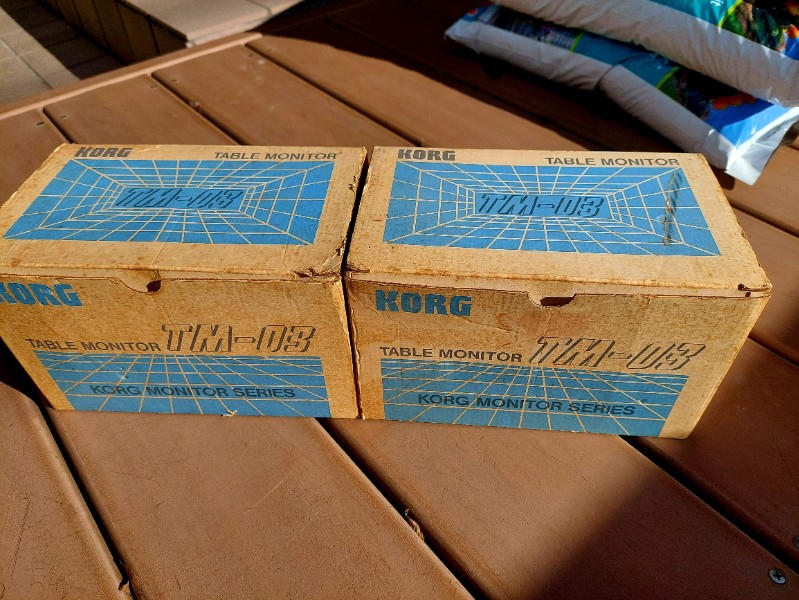 KORG TABLE MONITOR
TM-03
KORG
TABLE MONITOR TM-03
KORG MONITOR SERIES
KORG TABLE MONITOR
TM-03
KORG
TABLE MONITOR TM-03
KORG MONITOR SERIES